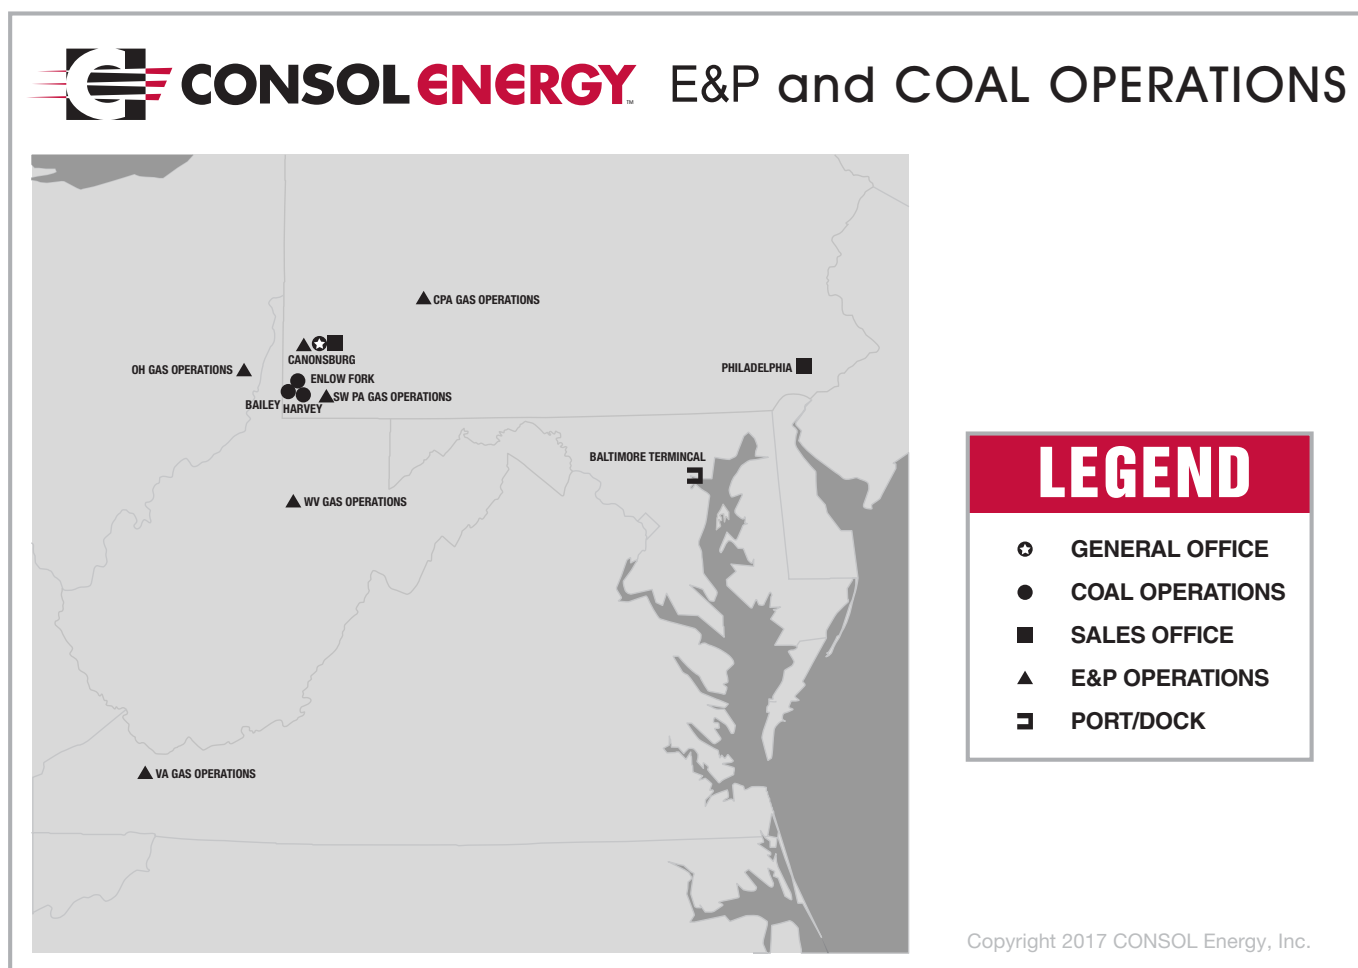 CONSOL ENERGY™ E&P and COAL OPERATIONS
CPA GAS OPERATIONS
CANONSBURG
OH GAS OPERATIONS
ENLOW FORK
PHILADELPHIA
BAILEY
HARVEY
SW PA GAS OPERATIONS
BALTIMORE TERMINCAL
WV GAS OPERATIONS
VA GAS OPERATIONS
LEGEND
GENERAL OFFICE
COAL OPERATIONS
SALES OFFICE
E&P OPERATIONS
PORT/DOCK
Copyright 2017 CONSOL Energy, Inc.